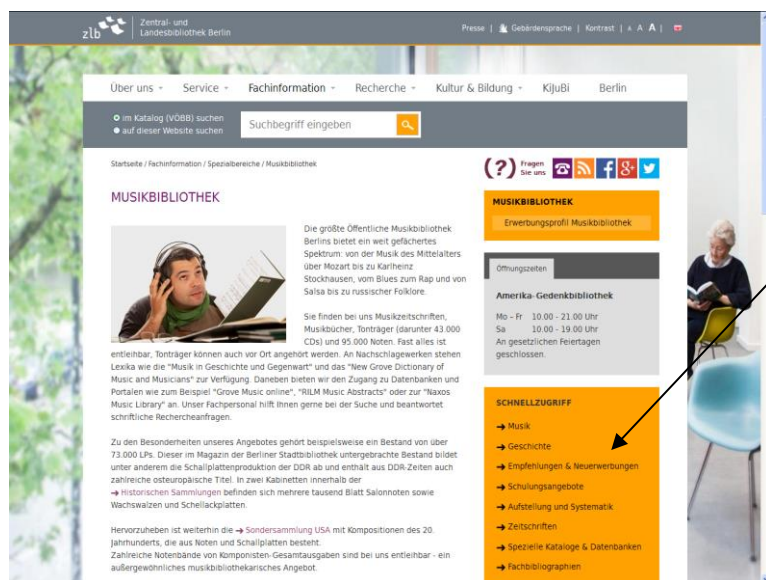 zlb
Zentral- und
Landesbibliothek Berlin
Presse | Gebärdensprache | Kontrast | A A A |
Über uns
Service
Fachinformation
Recherche
Kultur & Bildung
KiJuBi
Berlin
im Katalog (VÖBB) suchen
auf dieser Website suchen
Suchbegriff eingeben
Startseite / Fachinformation / Spezialbereiche / Musikbibliothek
MUSIKBIBLIOTHEK
Die größte Öffentliche Musikbibliothek
Berlins bietet ein weit gefächertes
Spektrum: von der Musik des Mittelalters
über Mozart bis zu Karlheinz
Stockhausen, vom Blues zum Rap und von
Salsa bis zu russischer Folklore.
Sie finden bei uns Musikzeitschriften,
Musikbücher, Tonträger (darunter 43.000
CDs) und 95.000 Noten. Fast alles ist
entleihbar, Tonträger können auch vor Ort angehört werden. An Nachschlagewerken stehen
Lexika wie die "Musik in Geschichte und Gegenwart" und das "New Grove Dictionary of
Music and Musicians" zur Verfügung. Daneben bieten wir den Zugang zu Datenbanken und
Portalen wie zum Beispiel "Grove Music online", "RILM Music Abstracts" oder zur "Naxos
Music Library" an. Unser Fachpersonal hilft Ihnen gerne bei der Suche und beantwortet
schriftliche Rechercheanfragen.
Zu den Besonderheiten unseres Angebotes gehört beispielsweise ein Bestand von über
73.000 LPs. Dieser im Magazin der Berliner Stadtbibliothek untergebrachte Bestand bildet
unter anderem die Schallplattenproduktion der DDR ab und enthält aus DDR-Zeiten auch
zahlreiche osteuropäische Titel. In zwei Kabinetten innerhalb der
→ Historischen Sammlungen befinden sich mehrere tausend Blatt Salonnoten sowie
Wachswalzen und Schellackplatten.
Hervorzuheben ist weiterhin die → Sondersammlung USA mit Kompositionen des 20.
Jahrhunderts, die aus Noten und Schallplatten besteht.
Zahlreiche Notenbände von Komponisten-Gesamtausgaben sind bei uns entleihbar - ein
außergewöhnliches musikbibliothekarisches Angebot.
(?) Fragen
Sie uns
f 8+
MUSIKBIBLIOTHEK
Erwerbungsprofil Musikbibliothek
Öffnungszeiten
Amerika-Gedenkbibliothek
Mo – Fr 10.00 - 21.00 Uhr
Sa 10.00 - 19.00 Uhr
An gesetzlichen Feiertagen
geschlossen.
SCHNELLZUGRIFF
→ Musik
→ Geschichte
→ Empfehlungen & Neuerwerbungen
→ Schulungsangebote
→ Aufstellung und Systematik
→ Zeitschriften
→ Spezielle Kataloge & Datenbanken
→ Fachbibliographien